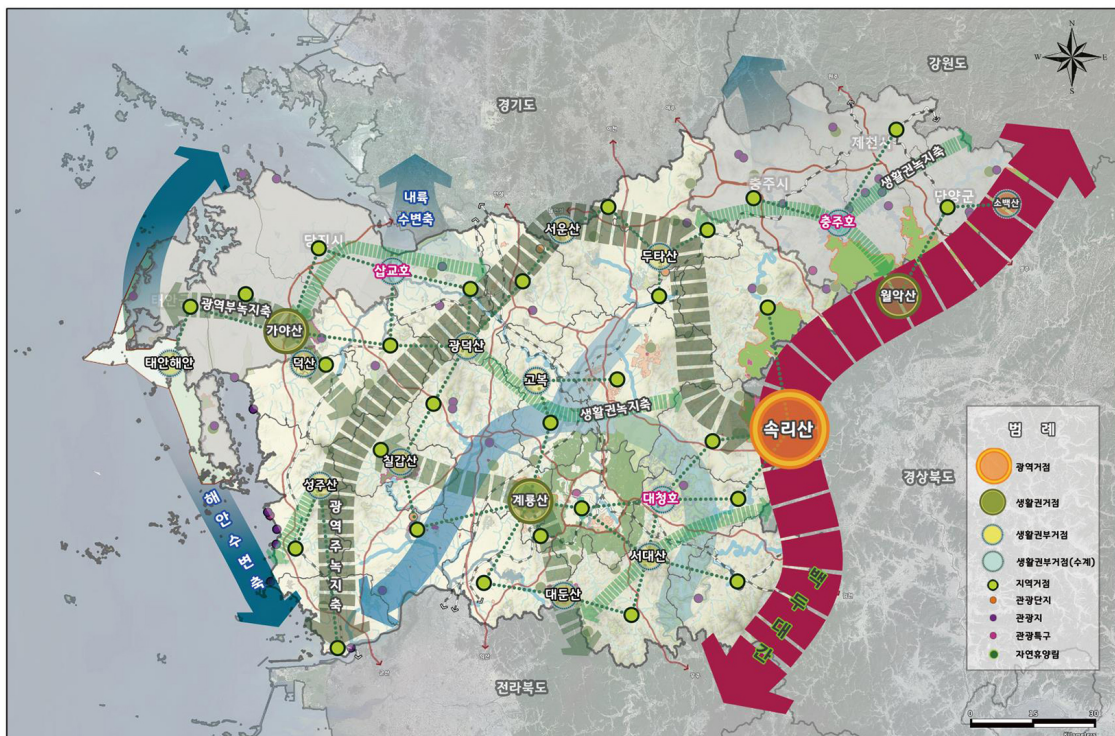 N
W
E
S
강원도
경기도
제천시
생활권녹지축
충주시
단양군
소백산
내륙
수변축
충주호
서운산
당진시
두타산
삽교호
월악산
광역부녹지축
가야산
태안해안
덕산
광덕산
고복
생활권녹지축
속리산
칠갑산
성주산
계룡산
대청호
경상북도
광역주녹지축
해안수변축
서대산
대둔산
백두대간
전라북도
범 례
광역거점
생활권거점
생활권부거점
생활권부거점(수계)
지역거점
관광단지
관광지
관광특구
자연휴양림
0 15 30
Kilometers